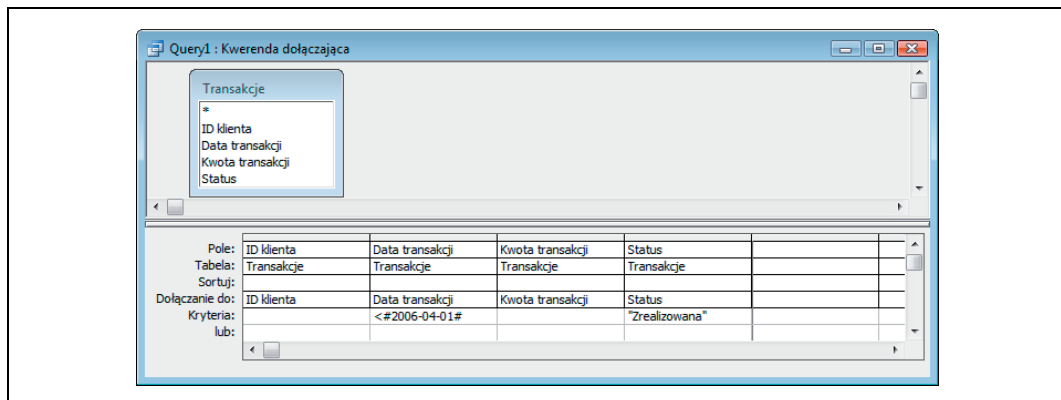 Query1 : Kwerenda dołączająca
Transakcje
*
ID klienta
Data transakcji
Kwota transakcji
Status
Pole: ID klienta Data transakcji Kwota transakcji Status
Tabela: Transakcje Transakcje Transakcje Transakcje
Sortuj:
Dołączanie do: ID klienta Data transakcji Kwota transakcji Status
Kryteria: <#2006-04-01# "Zrealizowana"
lub: